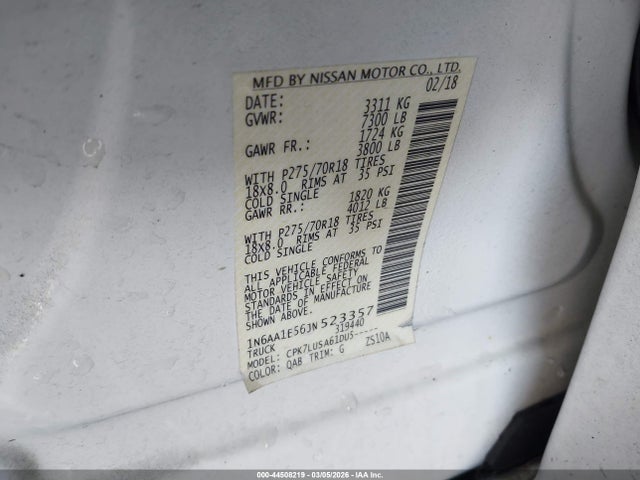 MFD BY NISSAN MOTOR CO., LTD.
DATE: 02/18
GVWR: 3311 KG
7300 LB
GAWR FR.: 1724 KG
3800 LB
WITH P275/70R18 TIRES
18X8.0 RIMS AT 35 PSI
COLD SINGLE
GAWR RR.: 1820 KG
4012 LB
WITH P275/70R18 TIRES
18X8.0 RIMS AT 35 PSI
COLD SINGLE
THIS VEHICLE CONFORMS TO
ALL APPLICABLE FEDERAL
MOTOR VEHICLE SAFETY
STANDARDS IN EFFECT ON
THE DATE OF MANUFACTURE
1N6AA1E56JN523357
TRUCK 319440
MODEL: CPK7LUSA61DUS-----
COLOR: QAB TRIM: G ZS10A
000-44508219 - 03/05/2026 - IAA Inc.